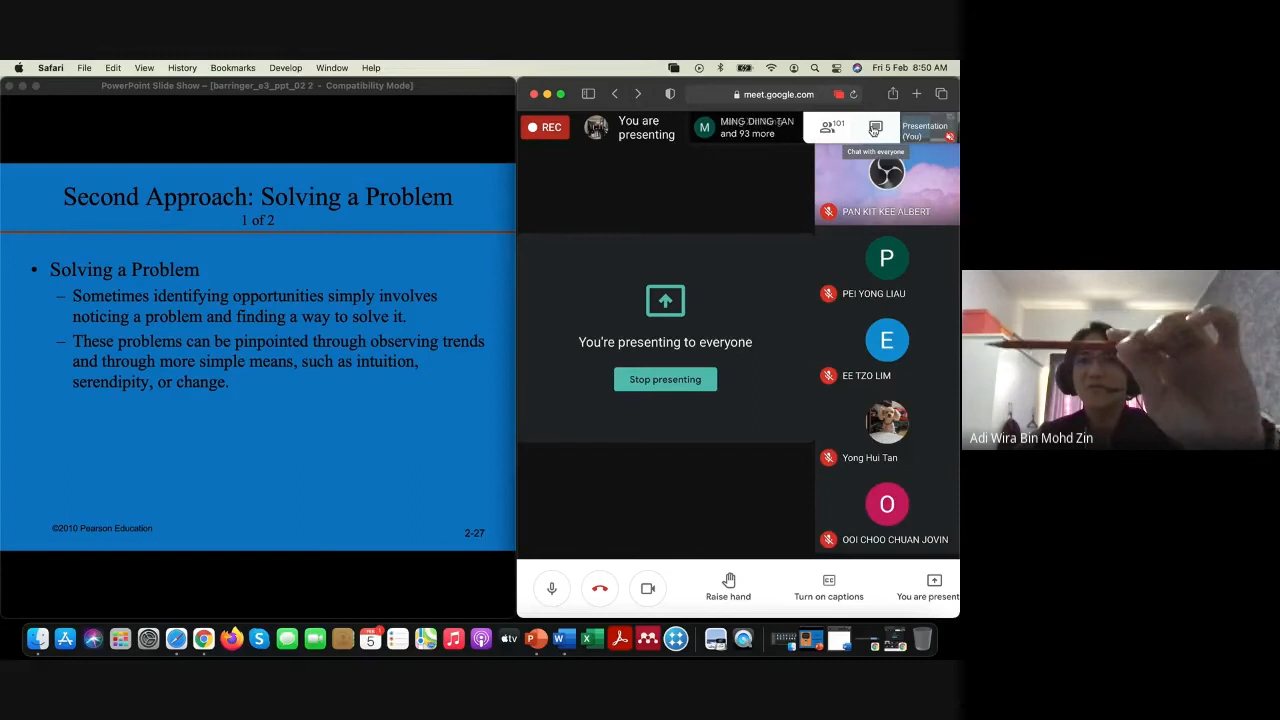 Safari File Edit View History Bookmarks Develop Window Help
Fri 5 Feb 8:50 AM
PowerPoint Slide Show – [barringer_e3_ppt_02 2 - Compatibility Mode]
Second Approach: Solving a Problem
1 of 2
• Solving a Problem
– Sometimes identifying opportunities simply involves
noticing a problem and finding a way to solve it.
– These problems can be pinpointed through observing trends
and through more simple means, such as intuition,
serendipity, or change.
©2010 Pearson Education
2-27
meet.google.com
REC
You are
presenting
M
MING DIING TAN
and 93 more
101
Presentation
(You)
Chat with everyone
PAN KIT KEE ALBERT
P
PEI YONG LIAU
E
EE TZO LIM
Yong Hui Tan
O
OOI CHOO CHUAN JOVIN
You're presenting to everyone
Stop presenting
Raise hand
CC
Turn on captions
You are present
FEB
5
tv
Adi Wira Bin Mohd Zin